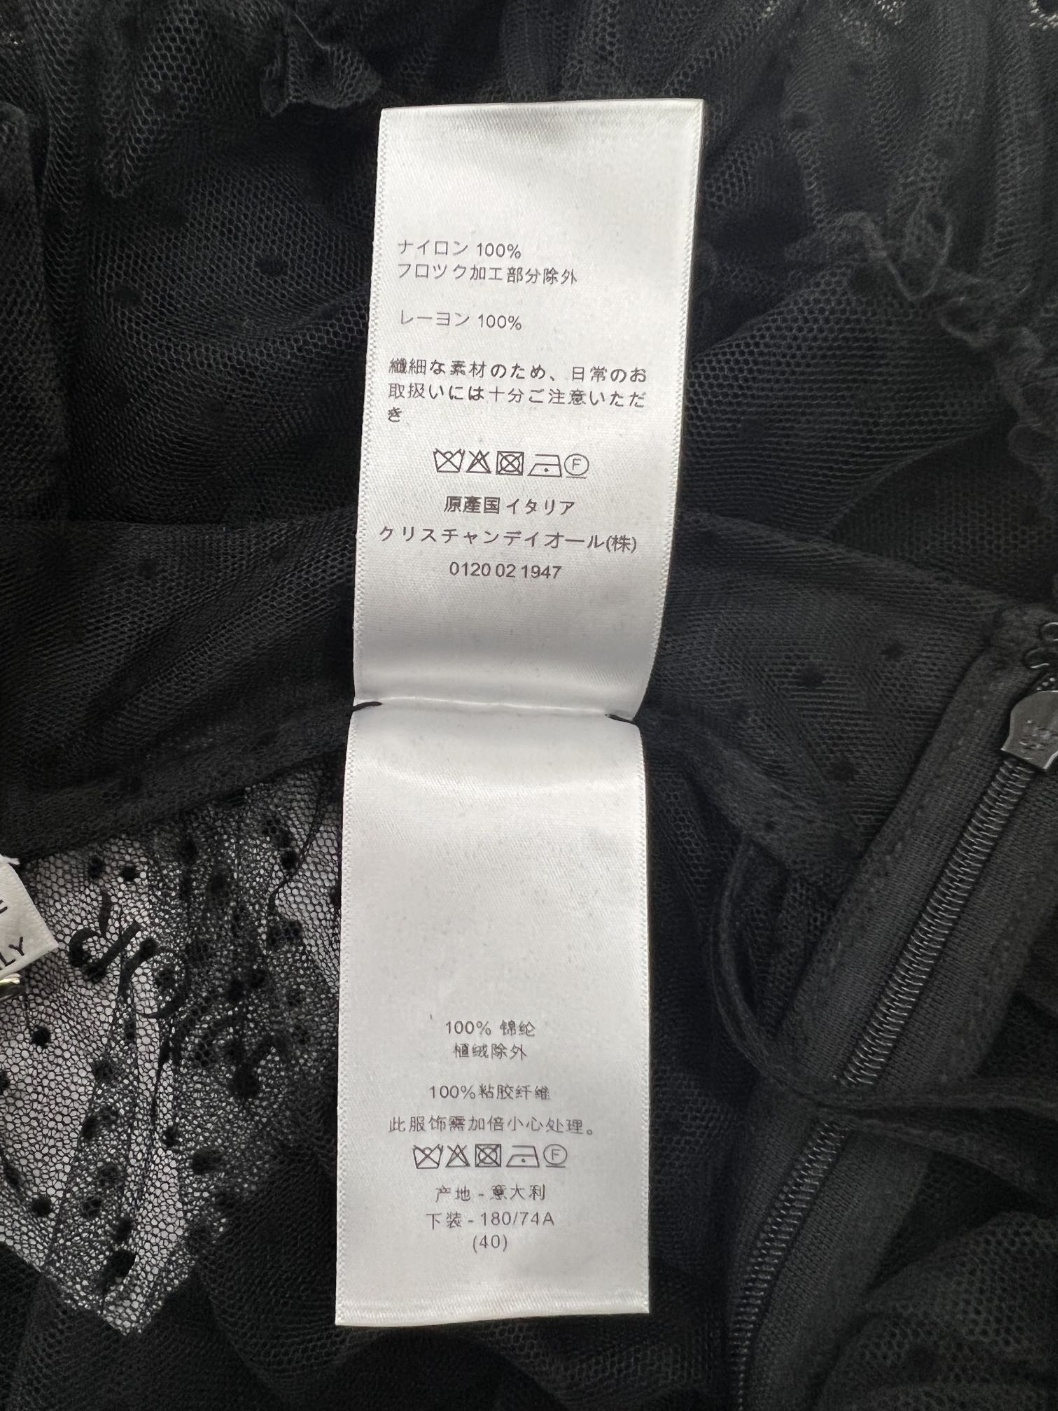 ナイロン 100%
フロツク加工部分除外
レーヨン 100%
繊細な素材のため、日常のお
取扱いには十分ご注意いただ
き
F
原産国 イタリア
クリスチャンディオール(株)
0120 02 1947
E
LY
100% 锦纶
植绒除外
100%粘胶纤维
此服饰需加倍小心处理。
F
产地 - 意大利
下装 - 180/74A
(40)